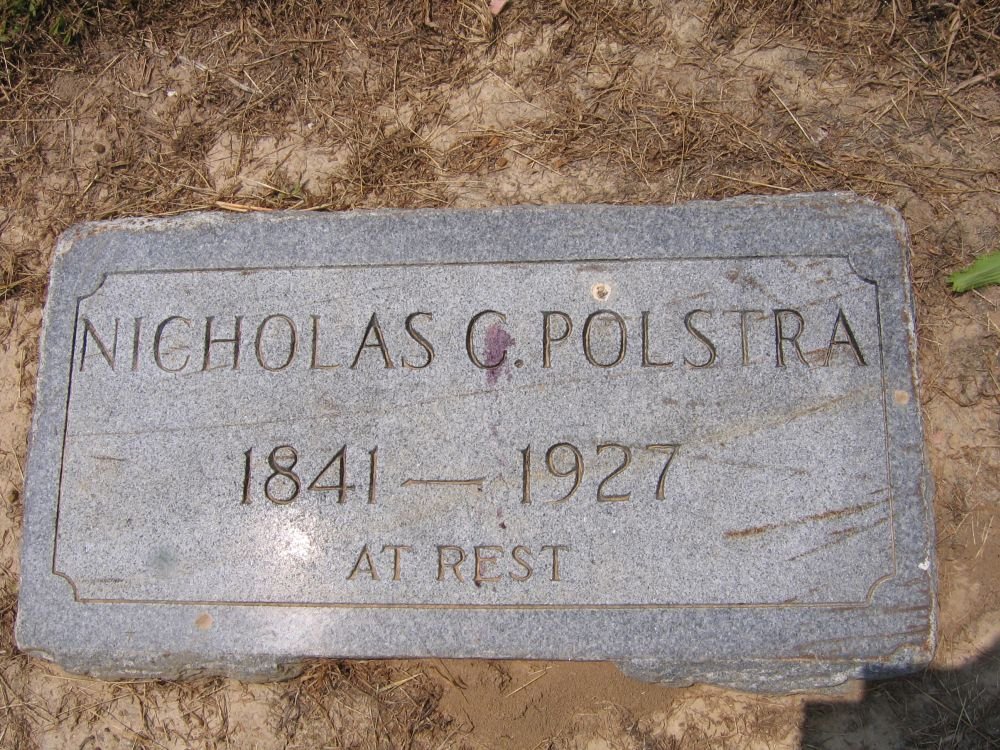 NICHOLAS C. POLSTRA
1841 — 1927
AT REST